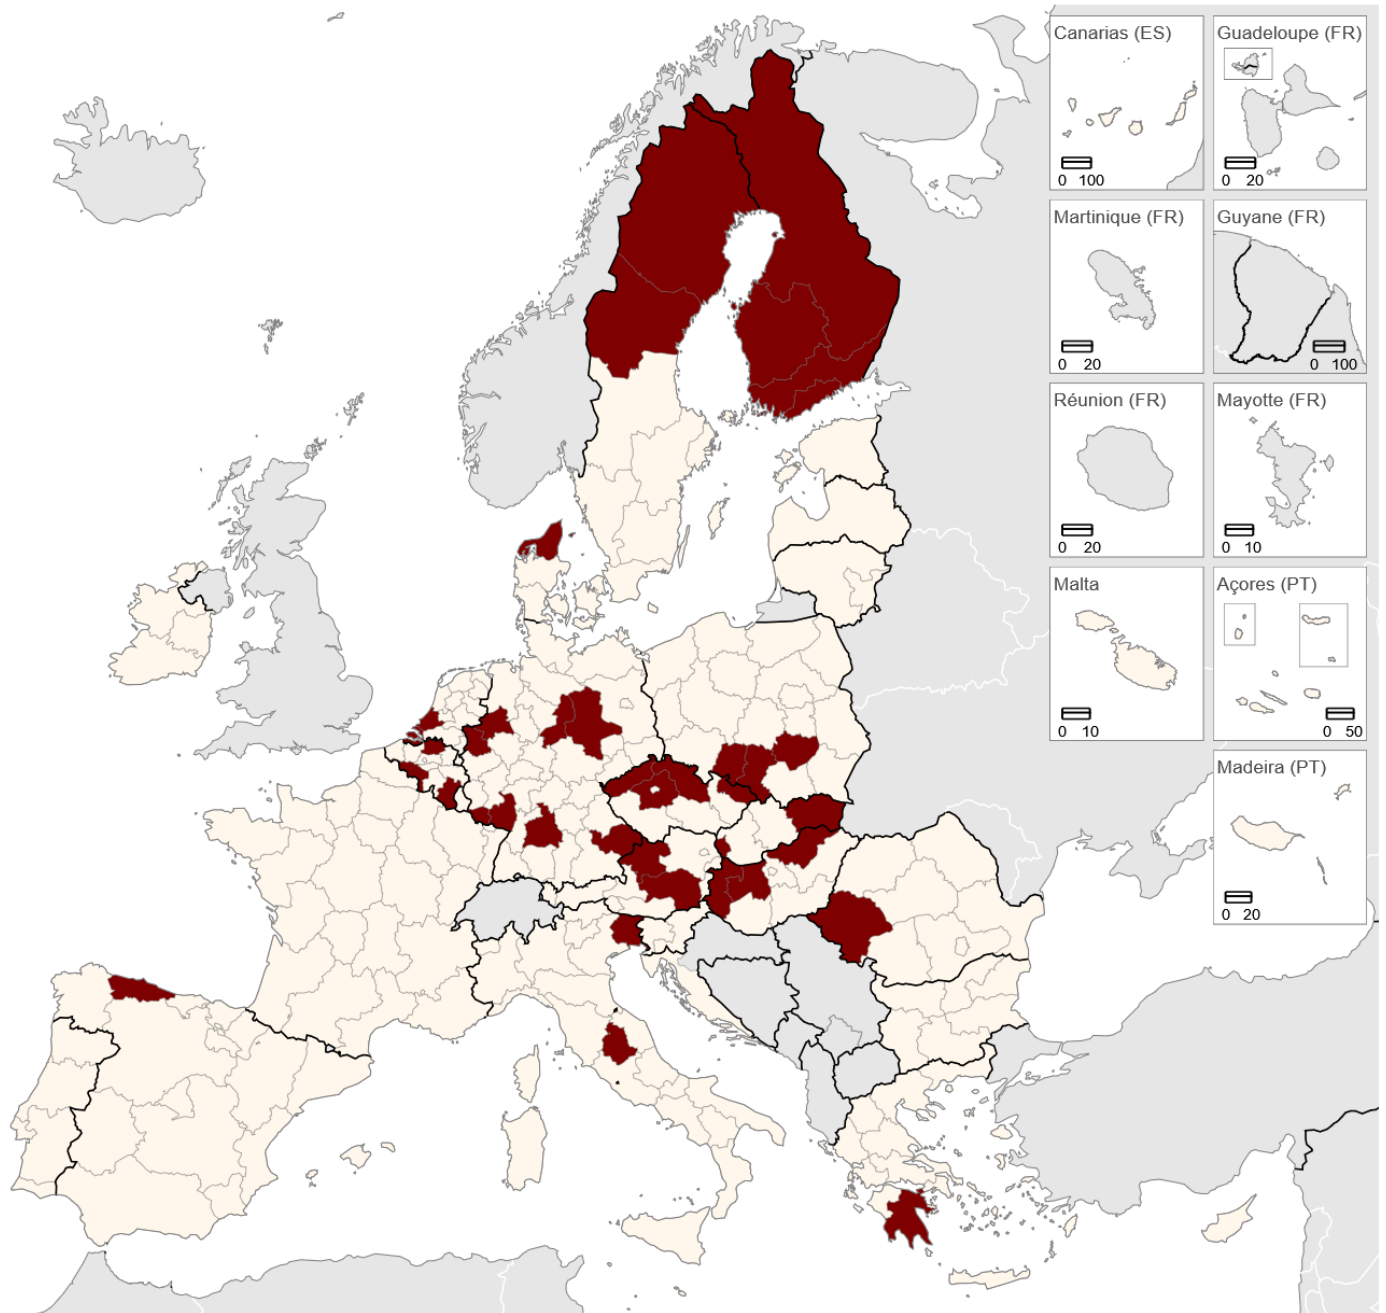 Canarias (ES)
0 100
Guadeloupe (FR)
0 20
Martinique (FR)
0 20
Guyane (FR)
0 100
Réunion (FR)
0 20
Mayotte (FR)
0 10
Malta
0 10
Açores (PT)
0 50
Madeira (PT)
0 20